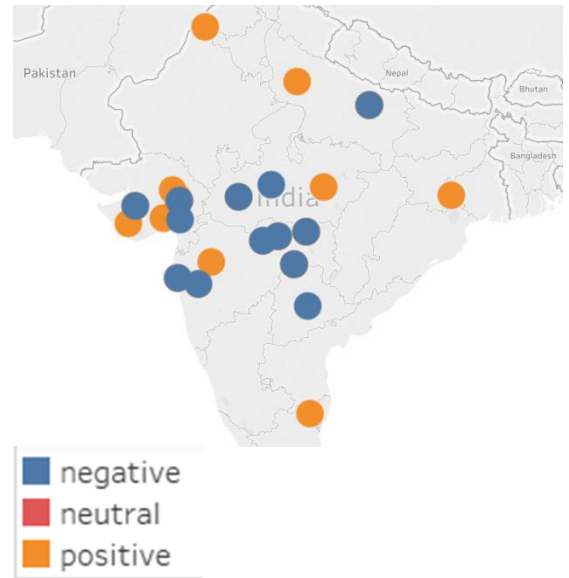 Pakistan
Nepal
Bhutan
Bangladesh
India
negative
neutral
positive